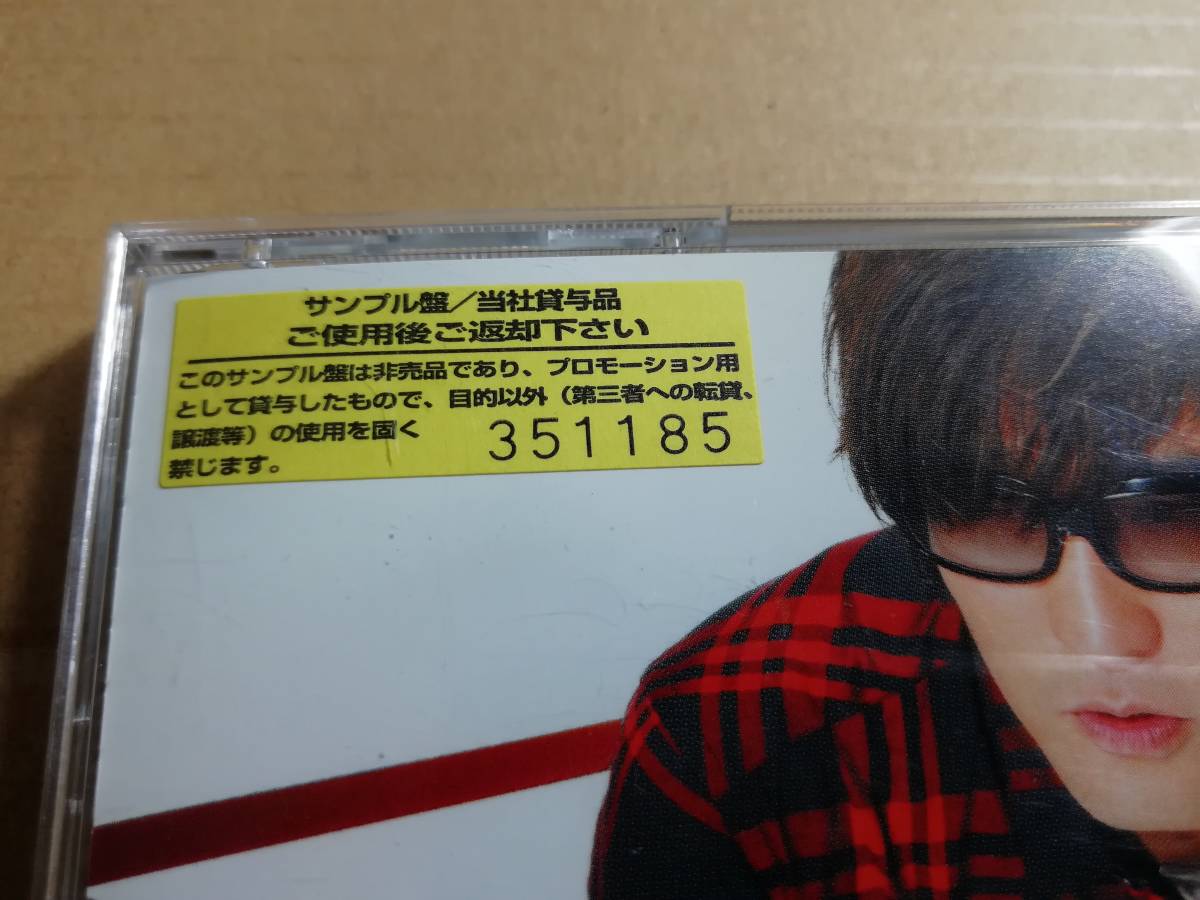 サンプル盤／当社貸与品
ご使用後ご返却下さい
このサンプル盤は非売品であり、プロモーション用
として貸与したもので、目的以外（第三者への転貸、
譲渡等）の使用を固く
禁じます。
351185